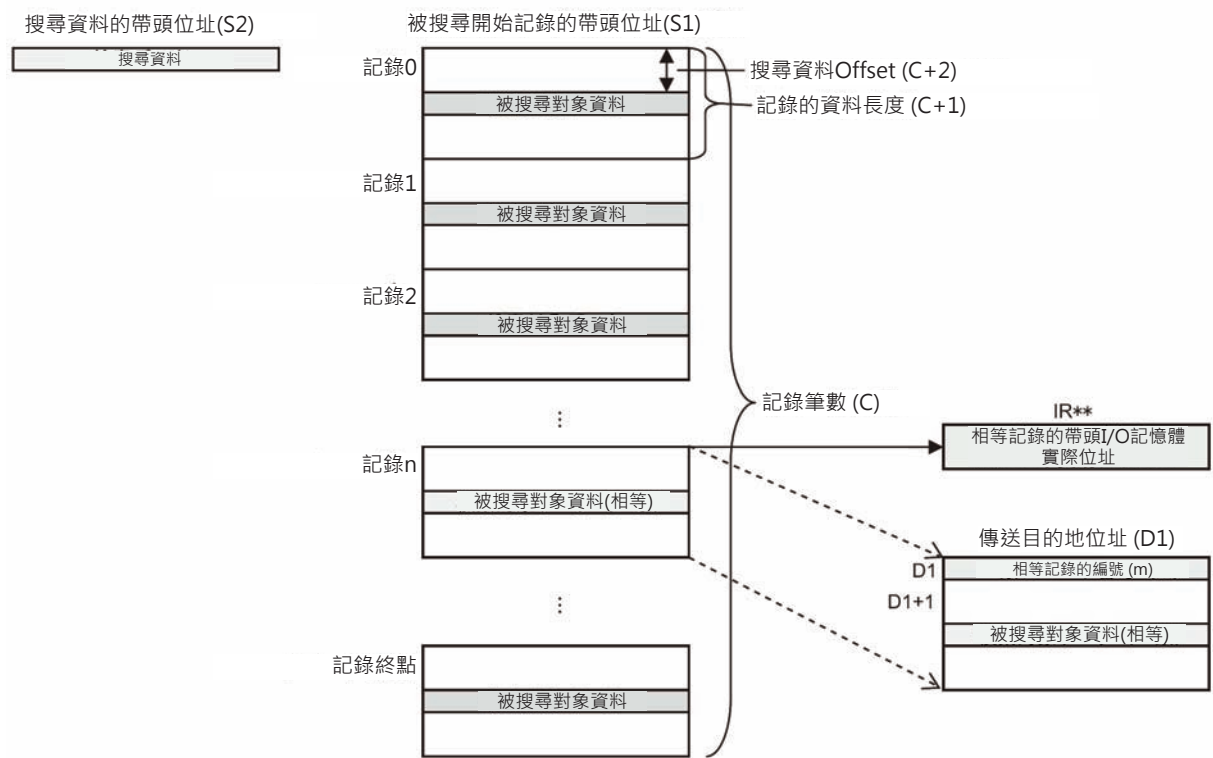 搜尋資料的帶頭位址(S2)
搜尋資料
被搜尋開始記錄的帶頭位址(S1)
記錄0
搜尋資料Offset (C+2)
被搜尋對象資料
記錄的資料長度 (C+1)
記錄1
被搜尋對象資料
記錄2
被搜尋對象資料
記錄筆數 (C)
IR**
相等記錄的帶頭I/O記憶體
實際位址
記錄n
被搜尋對象資料(相等)
傳送目的地位址 (D1)
D1
相等記錄的編號 (m)
D1+1
被搜尋對象資料(相等)
記錄終點
被搜尋對象資料